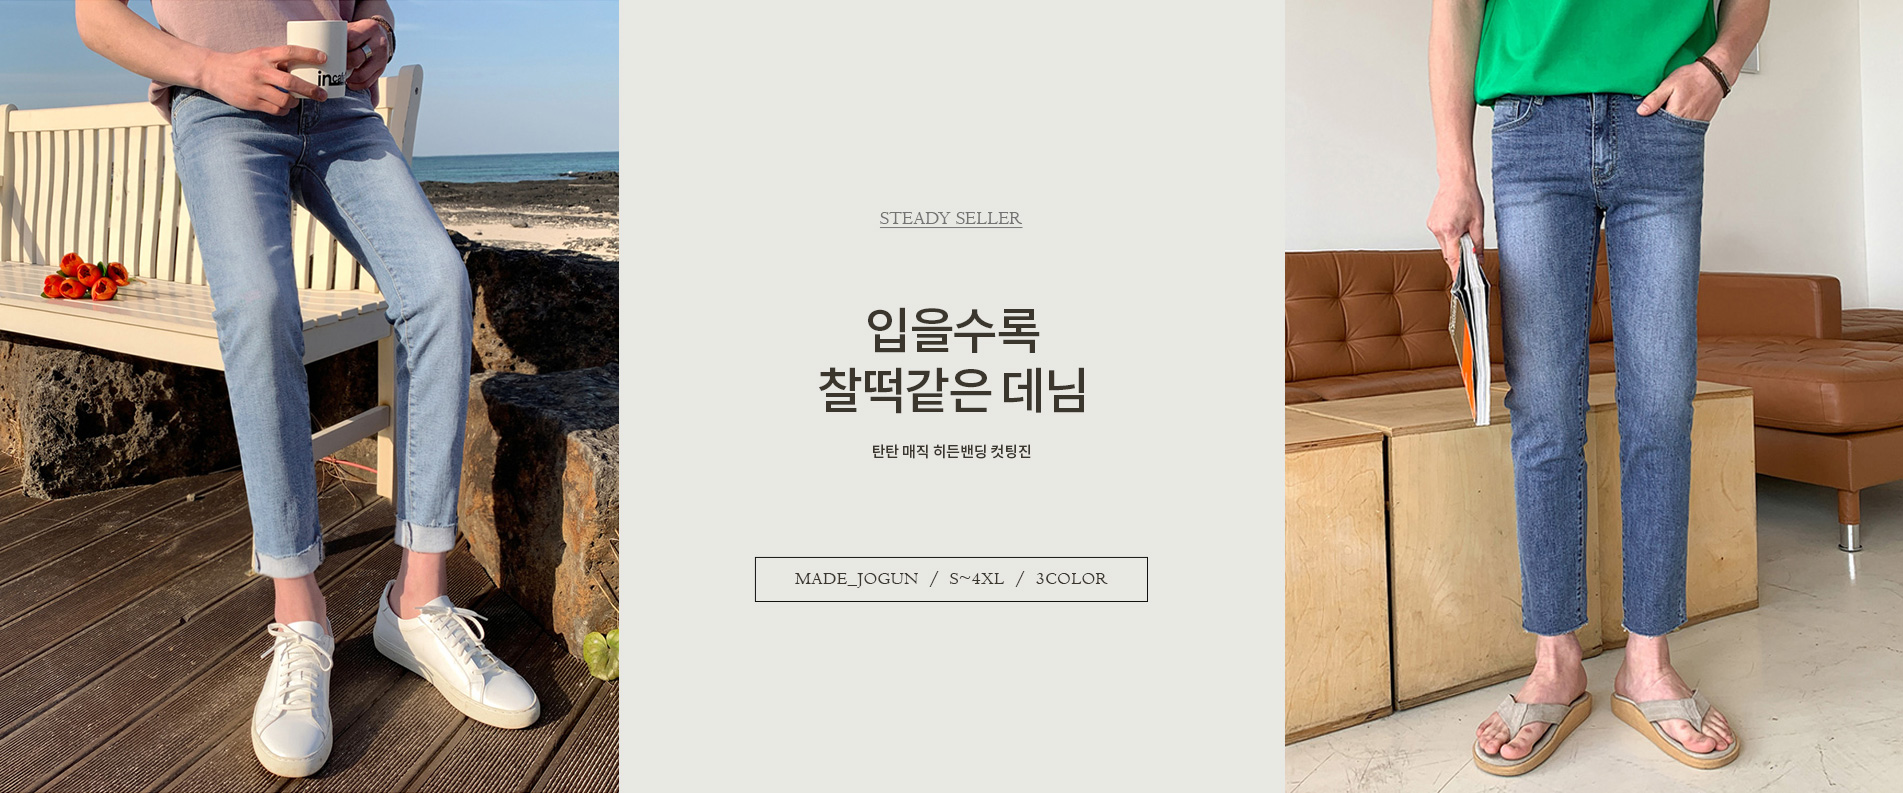 incaf
STEADY SELLER
입을수록
찰떡같은 데님
탄탄 매직 히든밴딩 컷팅진
MADE_JOGUN / S~4XL / 3COLOR